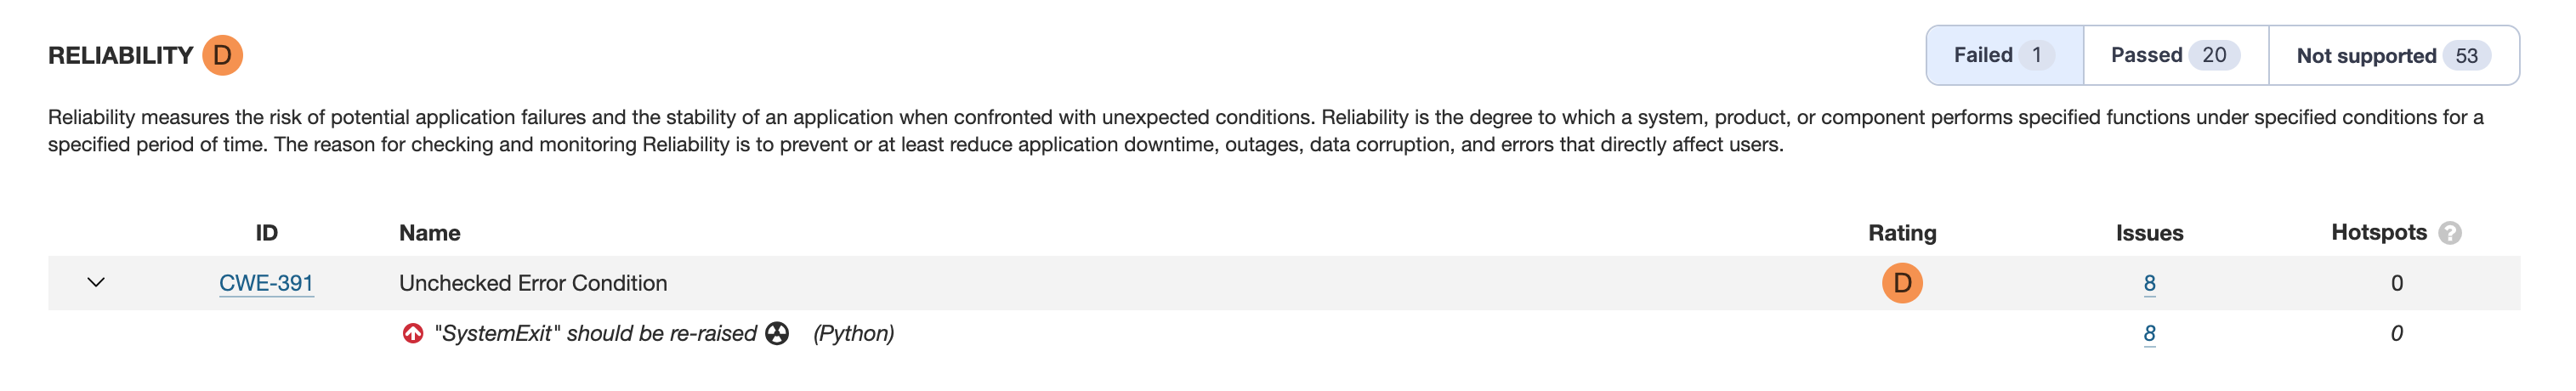 RELIABILITY D
Failed 1 Passed 20 Not supported 53
Reliability measures the risk of potential application failures and the stability of an application when confronted with unexpected conditions. Reliability is the degree to which a system, product, or component performs specified functions under specified conditions for a
specified period of time. The reason for checking and monitoring Reliability is to prevent or at least reduce application downtime, outages, data corruption, and errors that directly affect users.
ID Name Rating Issues Hotspots ?
CWE-391 Unchecked Error Condition D 8 0
"SystemExit" should be re-raised (Python) 8 0